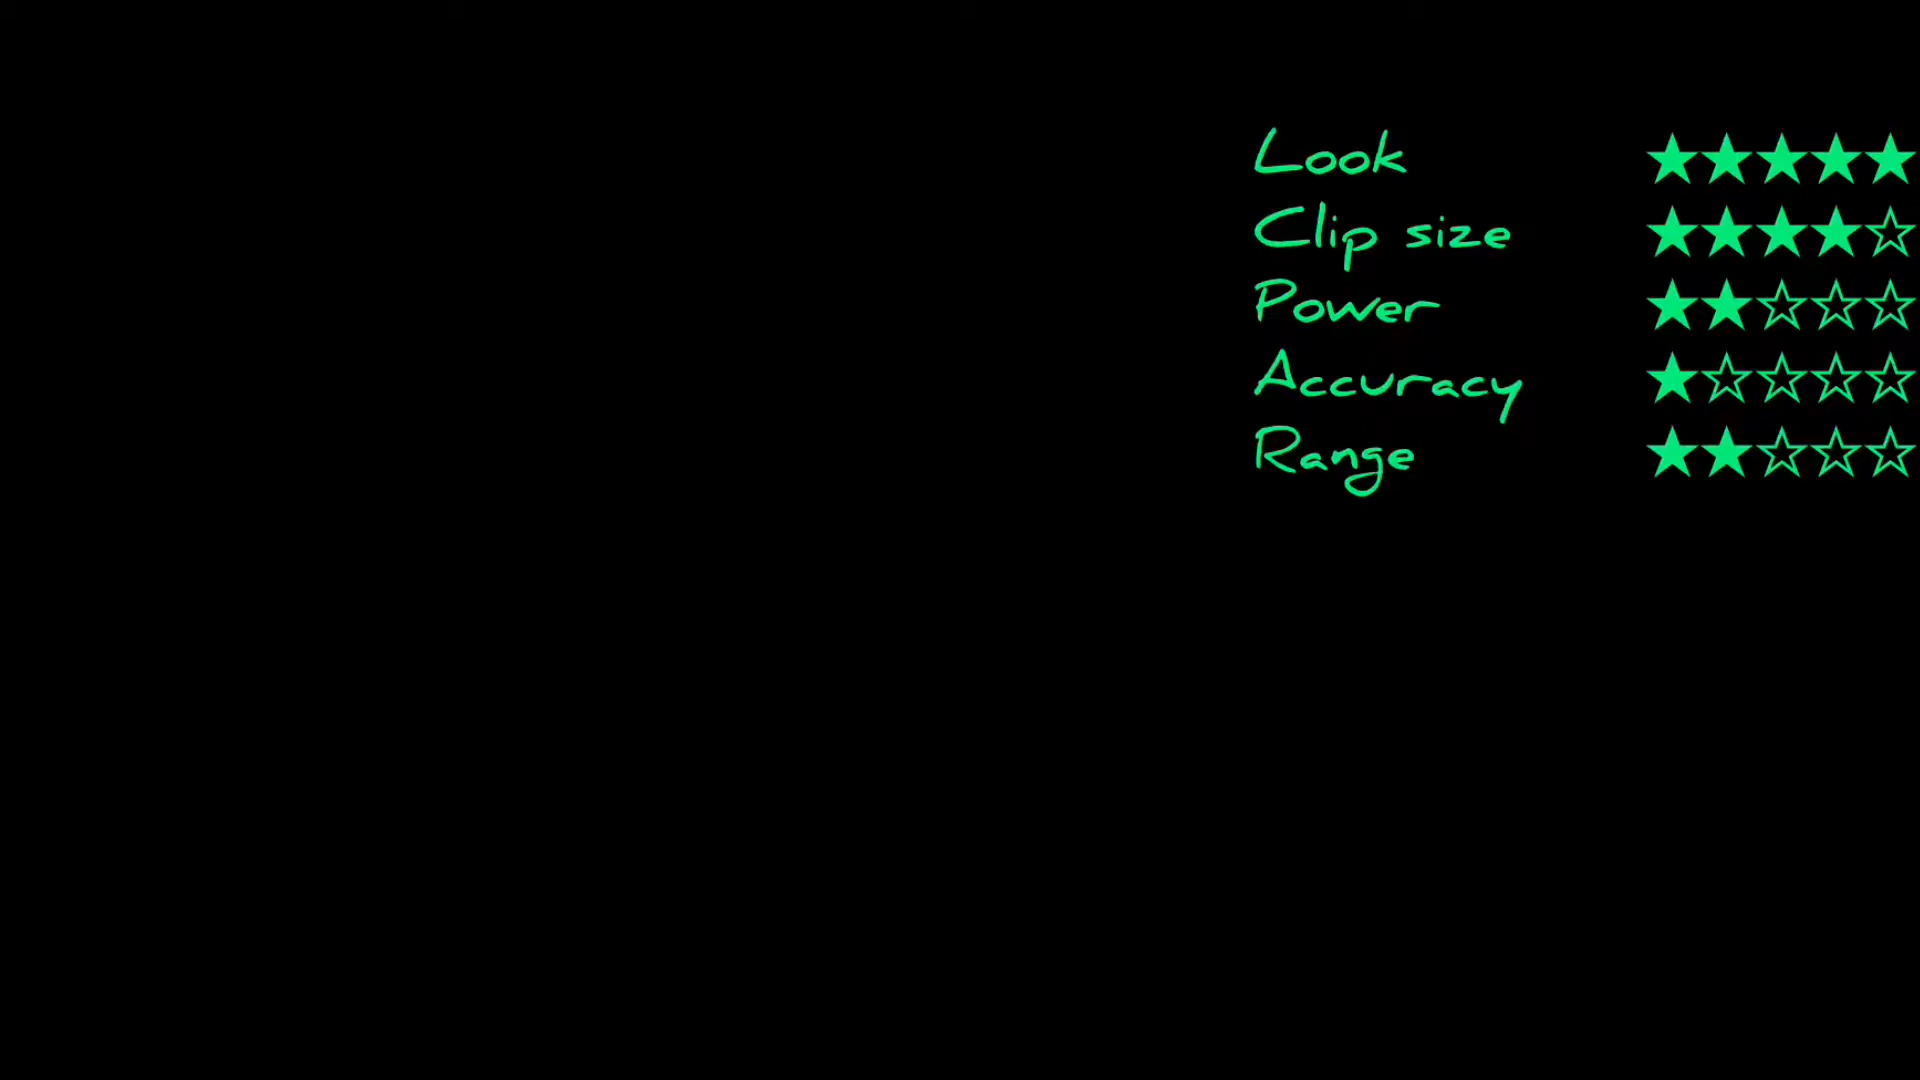 Look ★★★★★
Clip size ★★★★☆
Power ★★☆☆☆
Accuracy ★☆☆☆☆
Range ★★☆☆☆